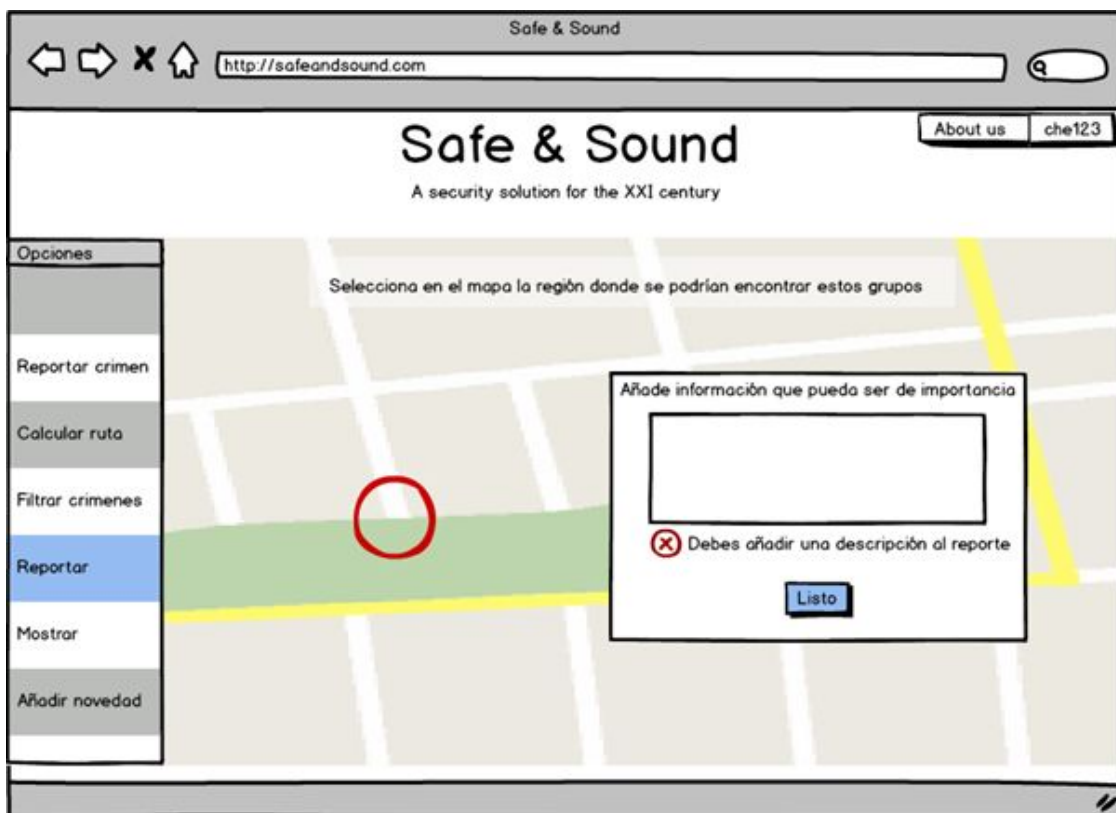 Safe & Sound
http://safeandsound.com
About us
che123
Safe & Sound
A security solution for the XXI century
Opciones
Reportar crimen
Calcular ruta
Filtrar crimenes
Reportar
Mostrar
Añadir novedad
Selecciona en el mapa la región donde se podrían encontrar estos grupos
Añade información que pueda ser de importancia
Debes añadir una descripción al reporte
Listo